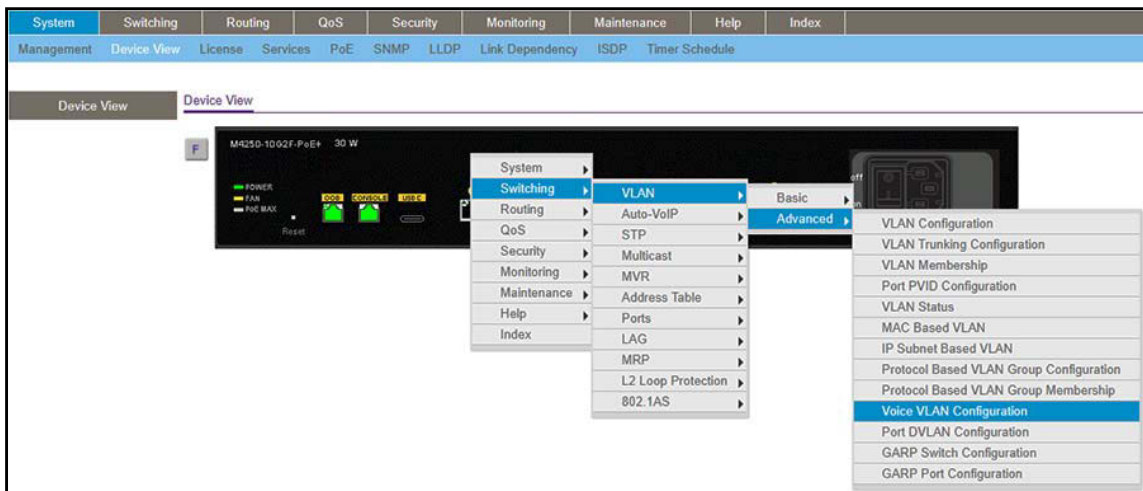 System Switching Routing QoS Security Monitoring Maintenance Help Index
Management Device View License Services PoE SNMP LLDP Link Dependency ISDP Timer Schedule
Device View
Device View
F
M4250-10G2F-PoE+ 30 W
POWER
FAN
PoE MAX
Reset
OOB
CONSOLE
USB C
off
on
System
Switching
Routing
QoS
Security
Monitoring
Maintenance
Help
Index
VLAN
Auto-VoIP
STP
Multicast
MVR
Address Table
Ports
LAG
MRP
L2 Loop Protection
802.1AS
Basic
Advanced
VLAN Configuration
VLAN Trunking Configuration
VLAN Membership
Port PVID Configuration
VLAN Status
MAC Based VLAN
IP Subnet Based VLAN
Protocol Based VLAN Group Configuration
Protocol Based VLAN Group Membership
Voice VLAN Configuration
Port DVLAN Configuration
GARP Switch Configuration
GARP Port Configuration